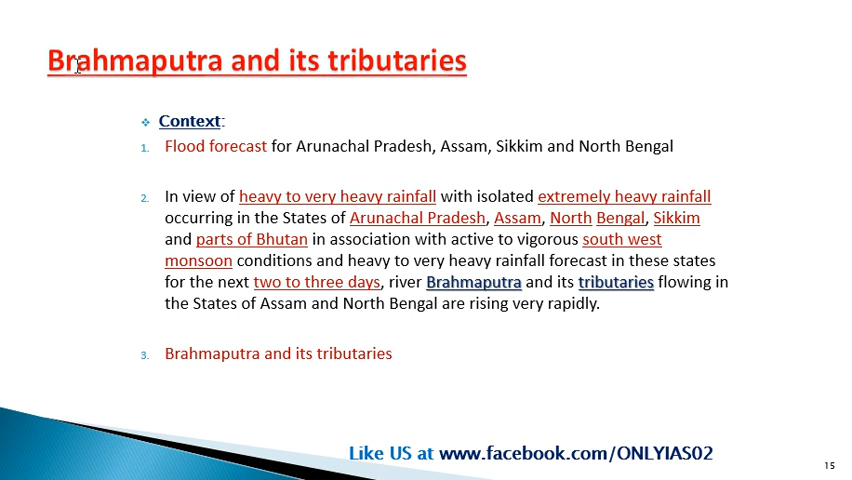 Brahmaputra and its tributaries
❖ Context:
1. Flood forecast for Arunachal Pradesh, Assam, Sikkim and North Bengal
2. In view of heavy to very heavy rainfall with isolated extremely heavy rainfall
occurring in the States of Arunachal Pradesh, Assam, North Bengal, Sikkim
and parts of Bhutan in association with active to vigorous south west
monsoon conditions and heavy to very heavy rainfall forecast in these states
for the next two to three days, river Brahmaputra and its tributaries flowing in
the States of Assam and North Bengal are rising very rapidly.
3. Brahmaputra and its tributaries
Like US at www.facebook.com/ONLYIAS02
15